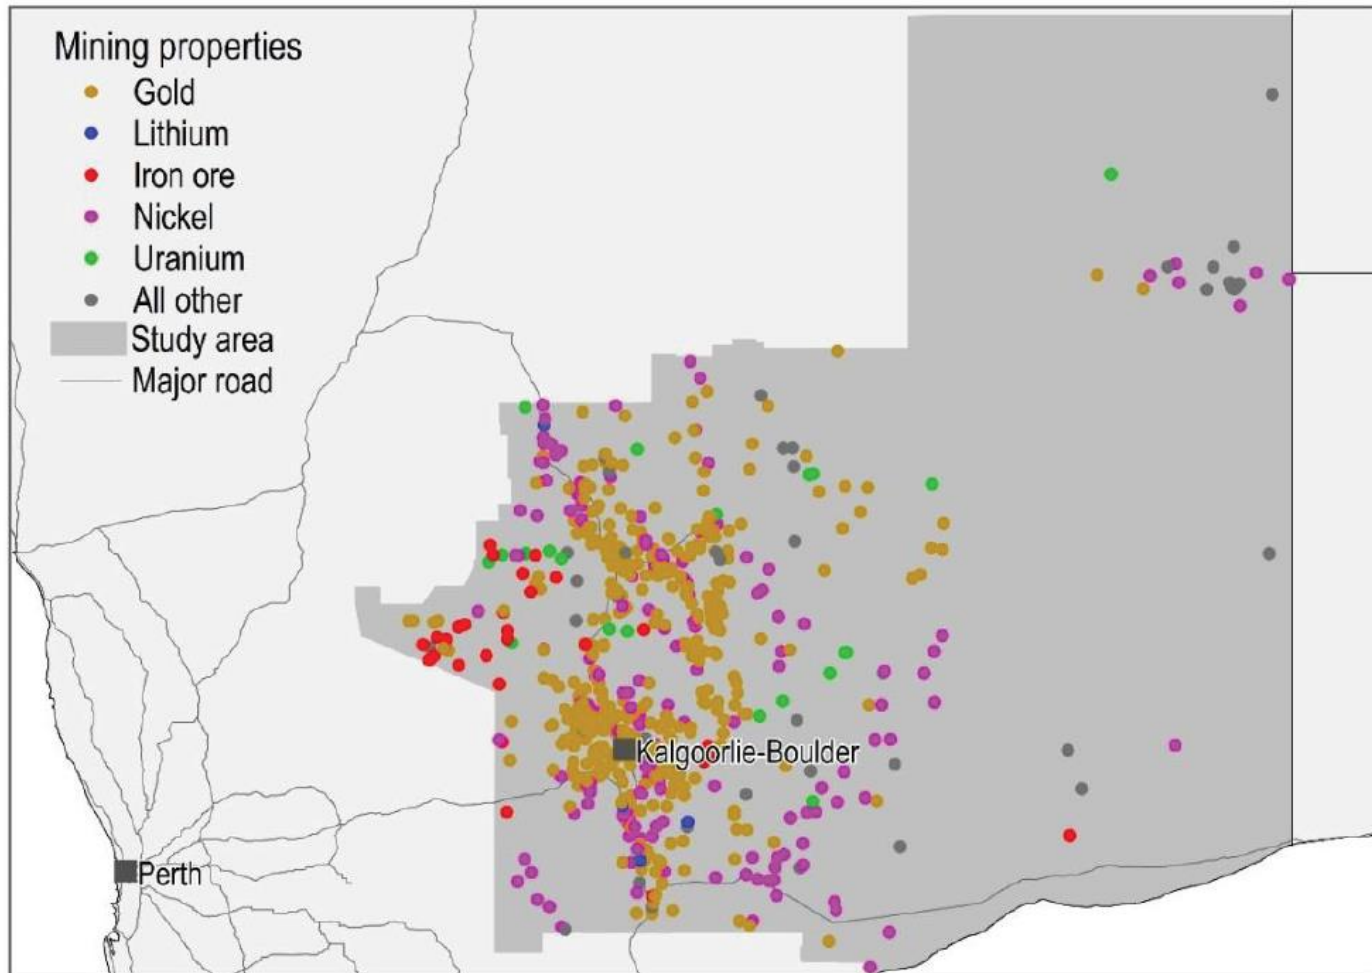 Mining properties
Gold
Lithium
Iron ore
Nickel
Uranium
All other
Study area
Major road
Kalgoorlie-Boulder
Perth